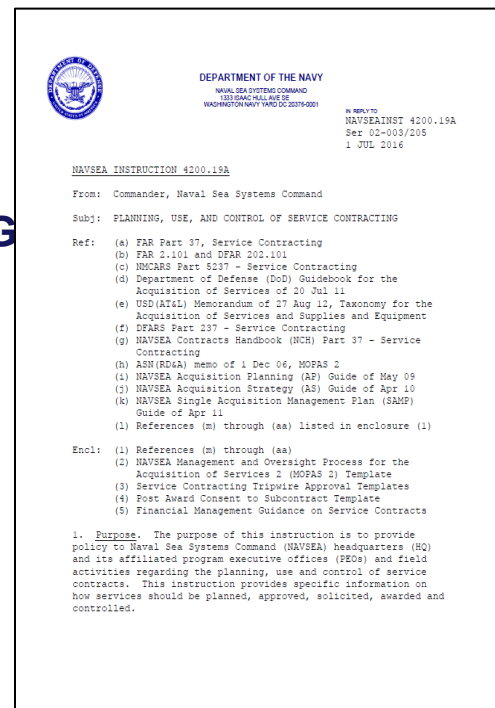 DEPARTMENT OF THE NAVY
NAVAL SEA SYSTEMS COMMAND
1333 ISAAC HULL AVE SE
WASHINGTON NAVY YARD DC 20376-0001
IN REPLY TO
NAVSEAINST 4200.19A
Ser 02-003/205
1 JUL 2016
NAVSEA INSTRUCTION 4200.19A
From: Commander, Naval Sea Systems Command
Subj: PLANNING, USE, AND CONTROL OF SERVICE CONTRACTING
G
Ref: (a) FAR Part 37, Service Contracting
(b) FAR 2.101 and DFAR 202.101
(c) NMCARS Part 5237 - Service Contracting
(d) Department of Defense (DoD) Guidebook for the
Acquisition of Services of 20 Jul 11
(e) USD(AT&L) Memorandum of 27 Aug 12, Taxonomy for the
Acquisition of Services and Supplies and Equipment
(f) DFARS Part 237 - Service Contracting
(g) NAVSEA Contracts Handbook (NCH) Part 37 - Service
Contracting
(h) ASN(RD&A) memo of 1 Dec 06, MOPAS 2
(i) NAVSEA Acquisition Planning (AP) Guide of May 09
(j) NAVSEA Acquisition Strategy (AS) Guide of Apr 10
(k) NAVSEA Single Acquisition Management Plan (SAMP)
Guide of Apr 11
(l) References (m) through (aa) listed in enclosure (1)
Encl: (1) References (m) through (aa)
(2) NAVSEA Management and Oversight Process for the
Acquisition of Services 2 (MOPAS 2) Template
(3) Service Contracting Tripwire Approval Templates
(4) Post Award Consent to Subcontract Template
(5) Financial Management Guidance on Service Contracts
1. Purpose. The purpose of this instruction is to provide
policy to Naval Sea Systems Command (NAVSEA) headquarters (HQ)
and its affiliated program executive offices (PEOs) and field
activities regarding the planning, use and control of service
contracts. This instruction provides specific information on
how services should be planned, approved, solicited, awarded and
controlled.